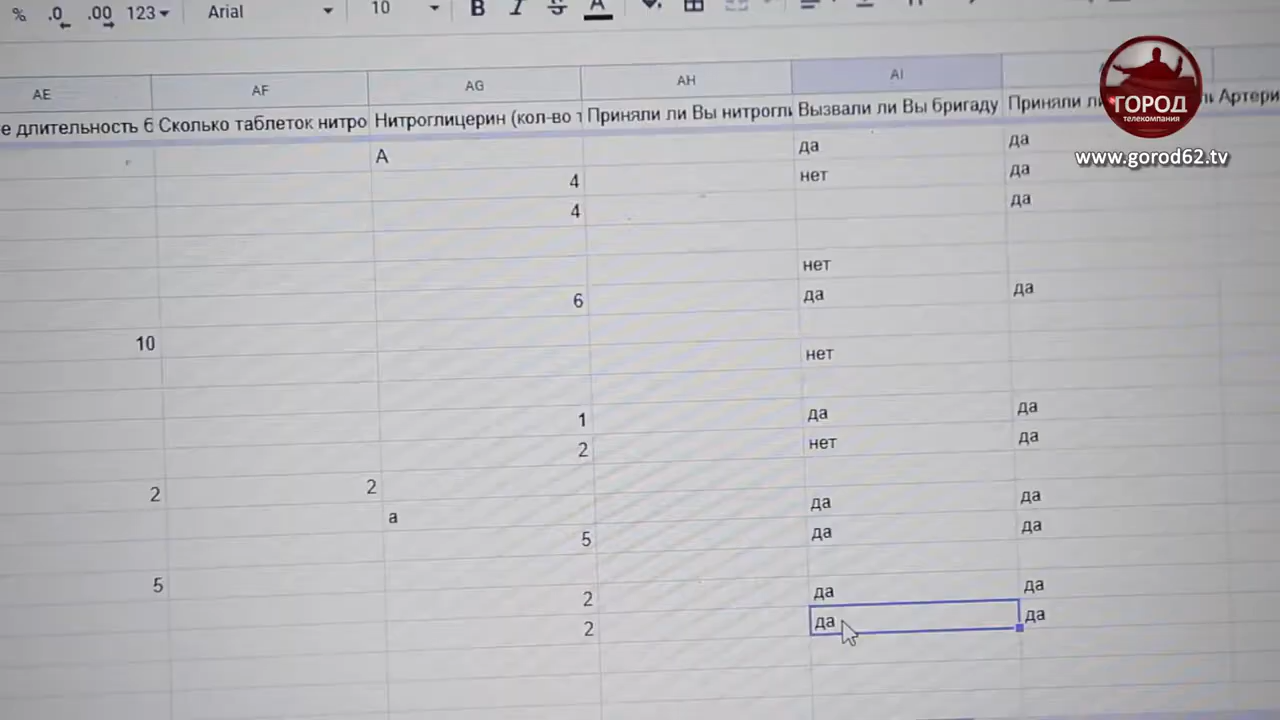 % .0 .00 123 Arial 10 B I S A
AE AF AG AH AI
длительность Сколько таблеток нитро Нитроглицерин (кол-во Приняли ли Вы Вызвали ли Вы бригаду Приняли Артери
ГОРОД
телекомпания
www.gorod62.tv
А да да
4 нет да
4 да
нет
6 да да
10
нет
1 да да
2 нет да
2 2
да да
а
5 да да
5
2 да да
2 да да